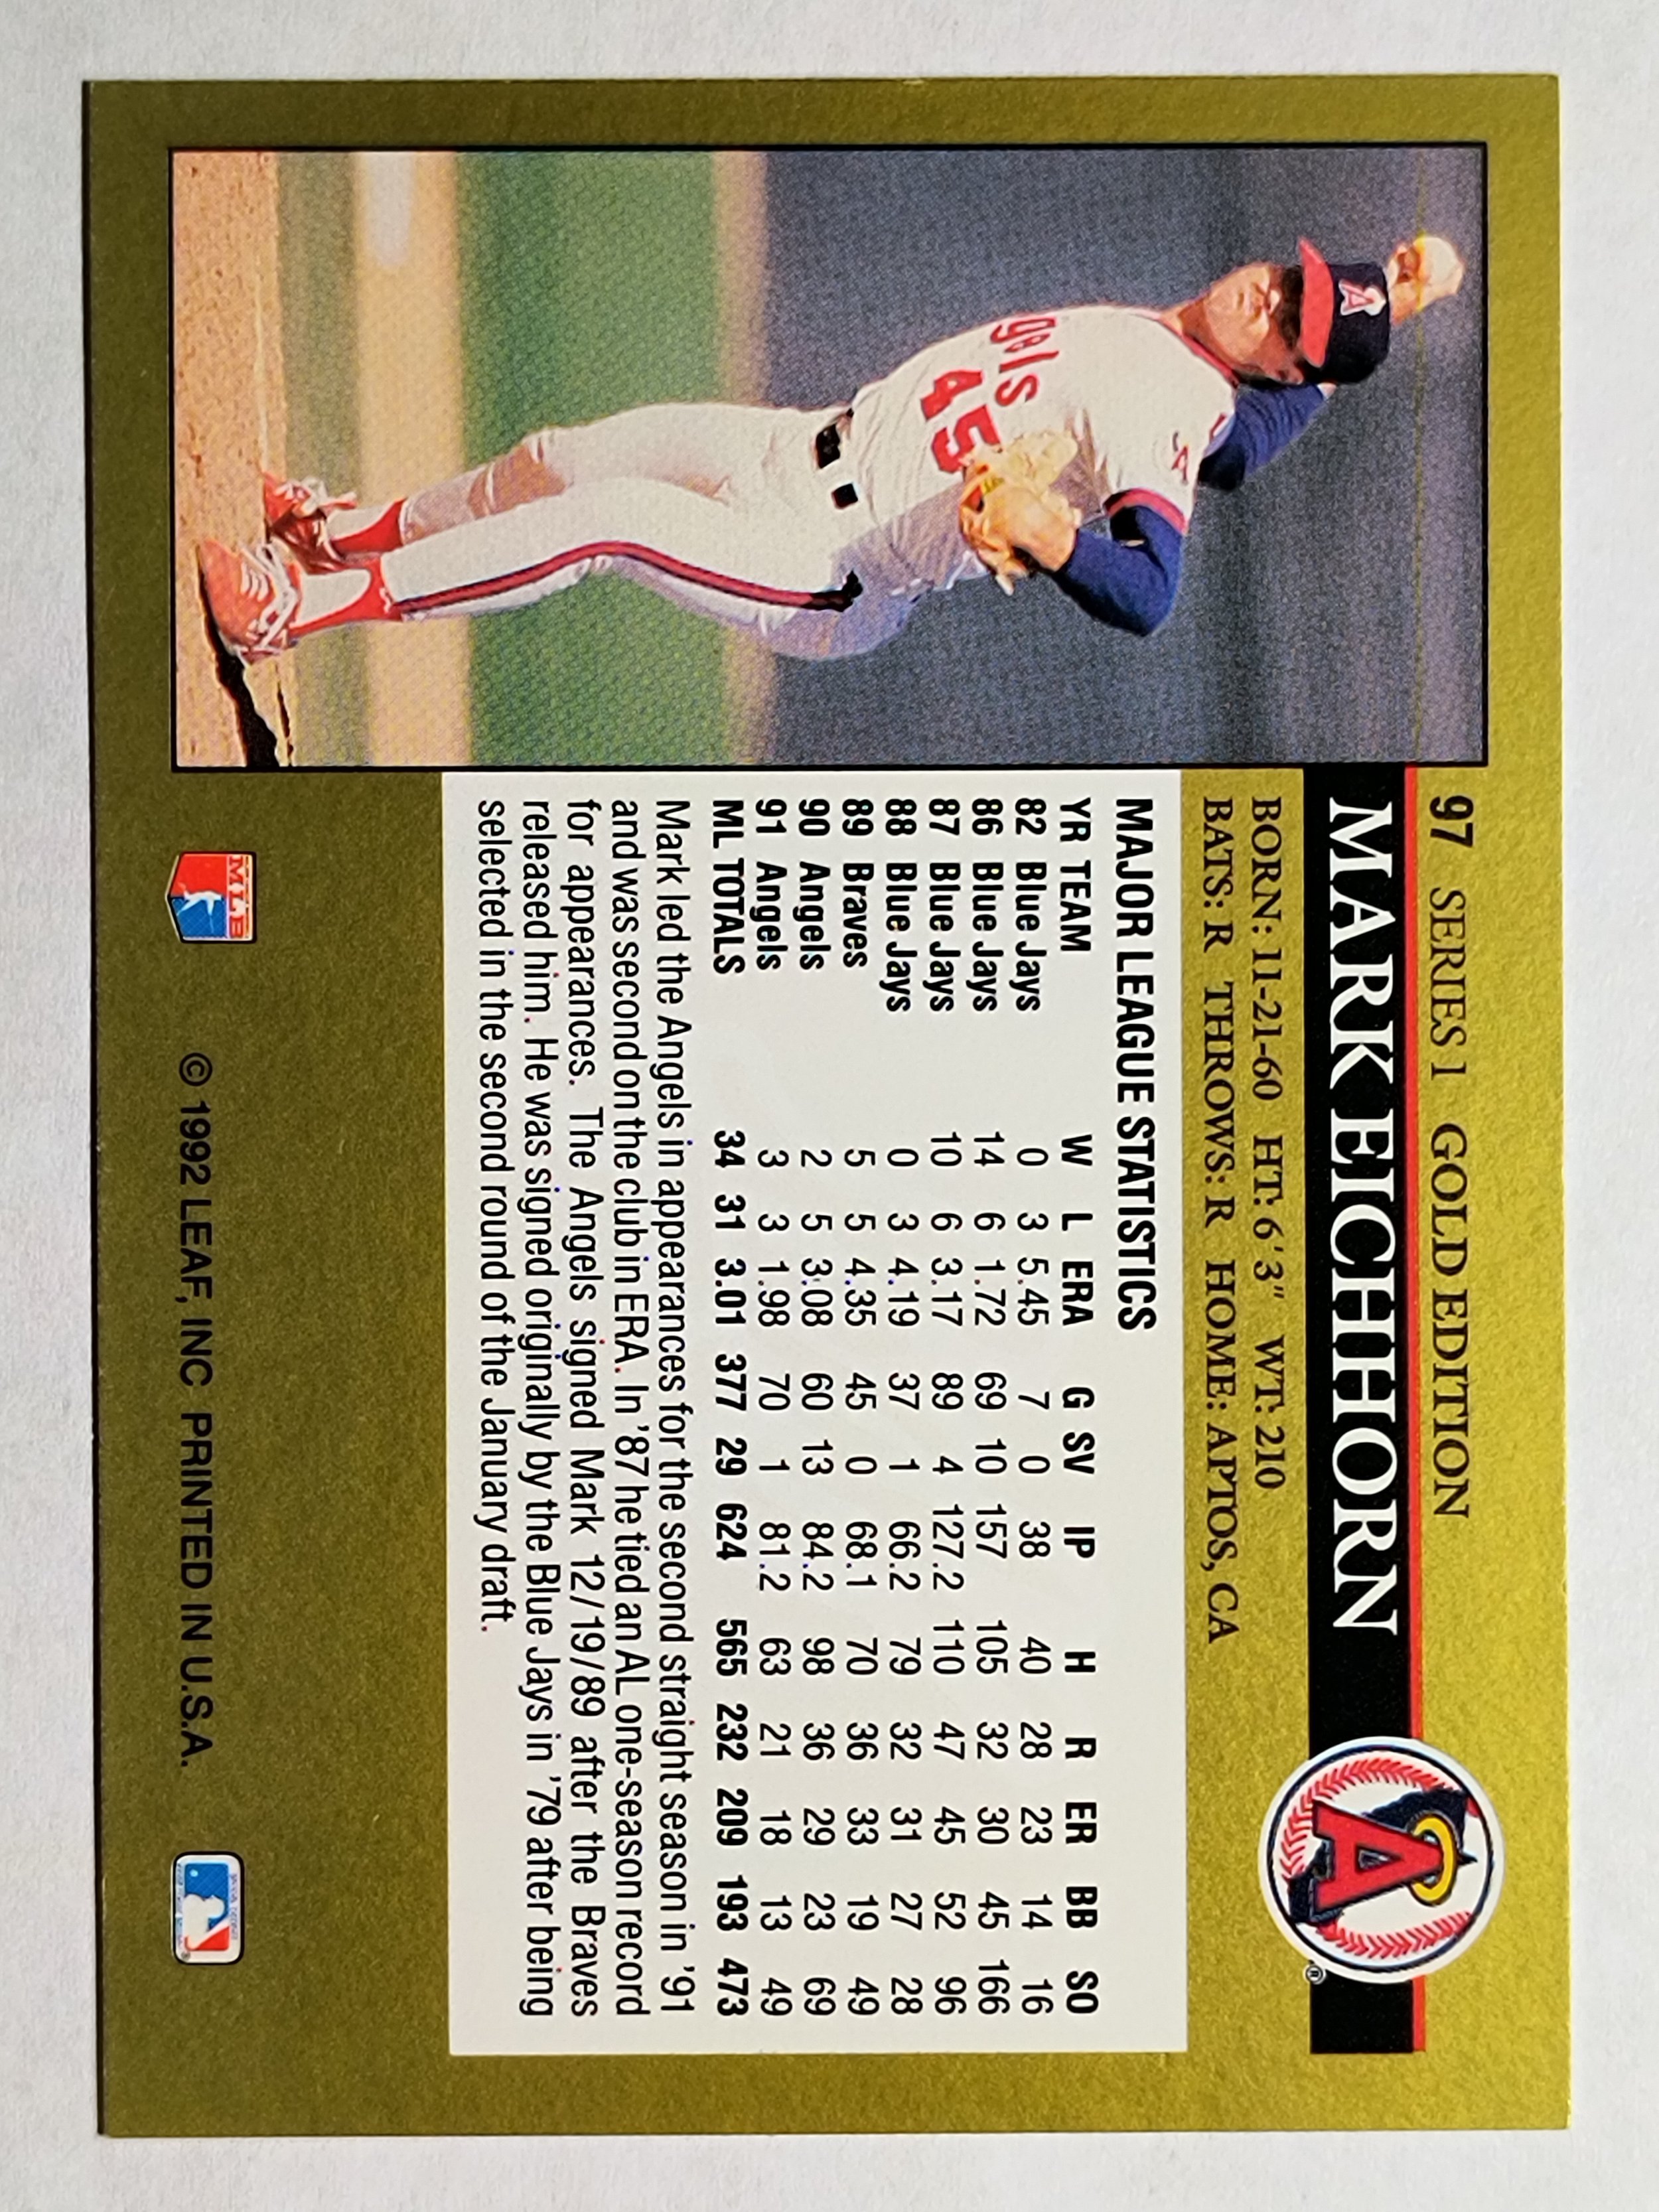 97 SERIES 1 GOLD EDITION
MARK EICHHORN
BORN: 11-21-60 HT: 6'3" WT: 210
BATS: R THROWS: R HOME: APTOS, CA
MAJOR LEAGUE STATISTICS
YR TEAM W L ERA G SV IP H R ER BB SO
82 Blue Jays 0 3 5.45 7 0 38 40 28 23 14 16
86 Blue Jays 14 6 1.72 69 10 157 105 32 30 45 166
87 Blue Jays 10 6 3.17 89 4 127.2 110 47 45 52 96
88 Blue Jays 0 3 4.19 37 1 66.2 79 32 31 27 28
89 Braves 5 5 4.35 45 0 68.1 70 36 33 19 49
90 Angels 2 5 3.08 60 13 84.2 98 36 29 23 69
91 Angels 3 3 1.98 70 1 81.2 63 21 18 13 49
ML TOTALS 34 31 3.01 377 29 624 565 232 209 193 473
Mark led the Angels in appearances for the second straight season in '91
and was second on the club in ERA. In '87 he tied an AL one-season record
for appearances. The Angels signed Mark 12/19/89 after the Braves
released him. He was signed originally by the Blue Jays in '79 after being
selected in the second round of the January draft.
© 1992 LEAF, INC PRINTED IN U.S.A.
MLB
A
®
A
gels
45